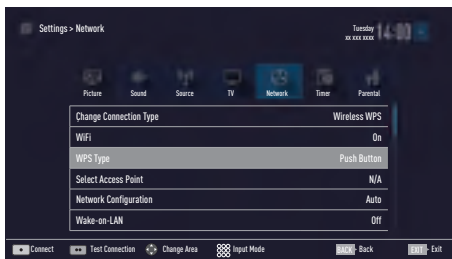 Settings > Network
Tuesday
xx xxx xxxx
14:00
Picture Sound Source TV Network Timer Parental
Change Connection Type Wireless WPS
WiFi On
WPS Type Push Button
Select Access Point N/A
Network Configuration Auto
Wake-on-LAN Off
Connect Test Connection Change Area Input Mode BACK - Back EXIT - Exit